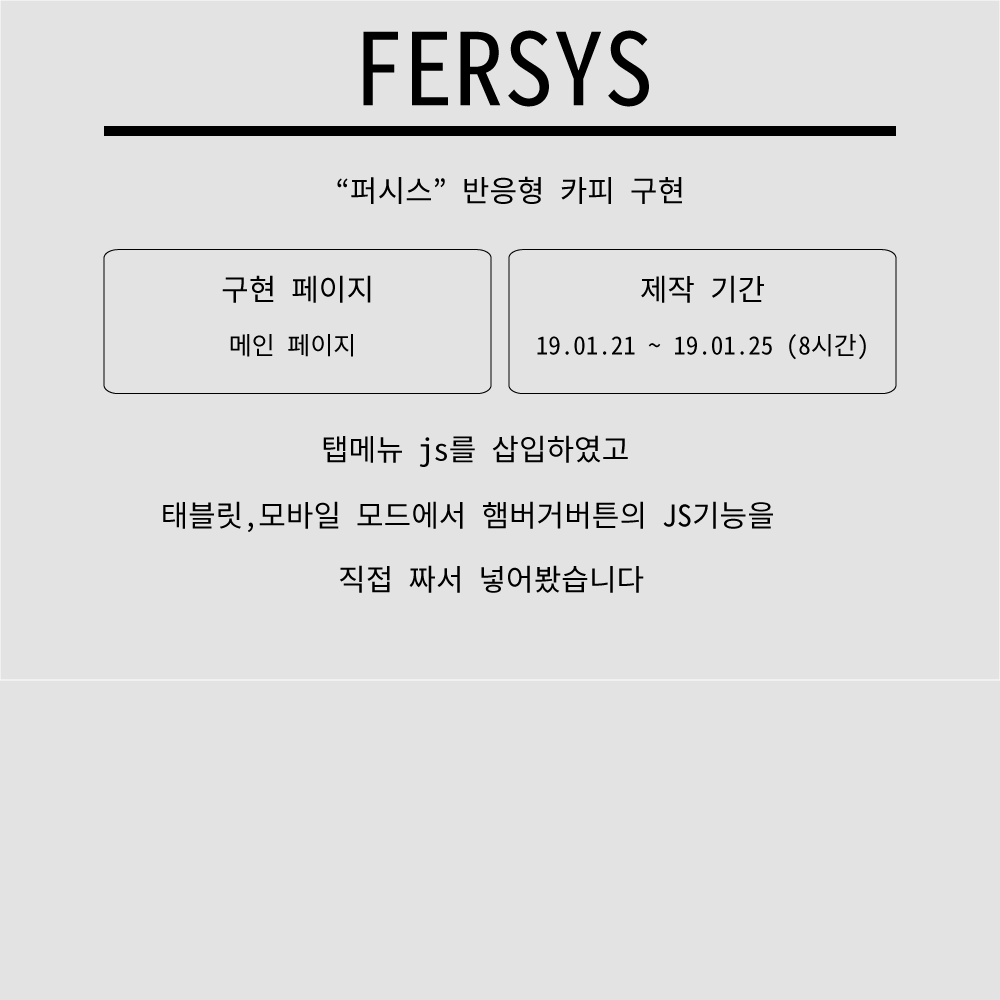 FERSYS
“퍼시스” 반응형 카피 구현
구현 페이지
메인 페이지
제작 기간
19.01.21 ~ 19.01.25 (8시간)
탭메뉴 js를 삽입하였고
태블릿,모바일 모드에서 햄버거버튼의 JS기능을
직접 짜서 넣어봤습니다